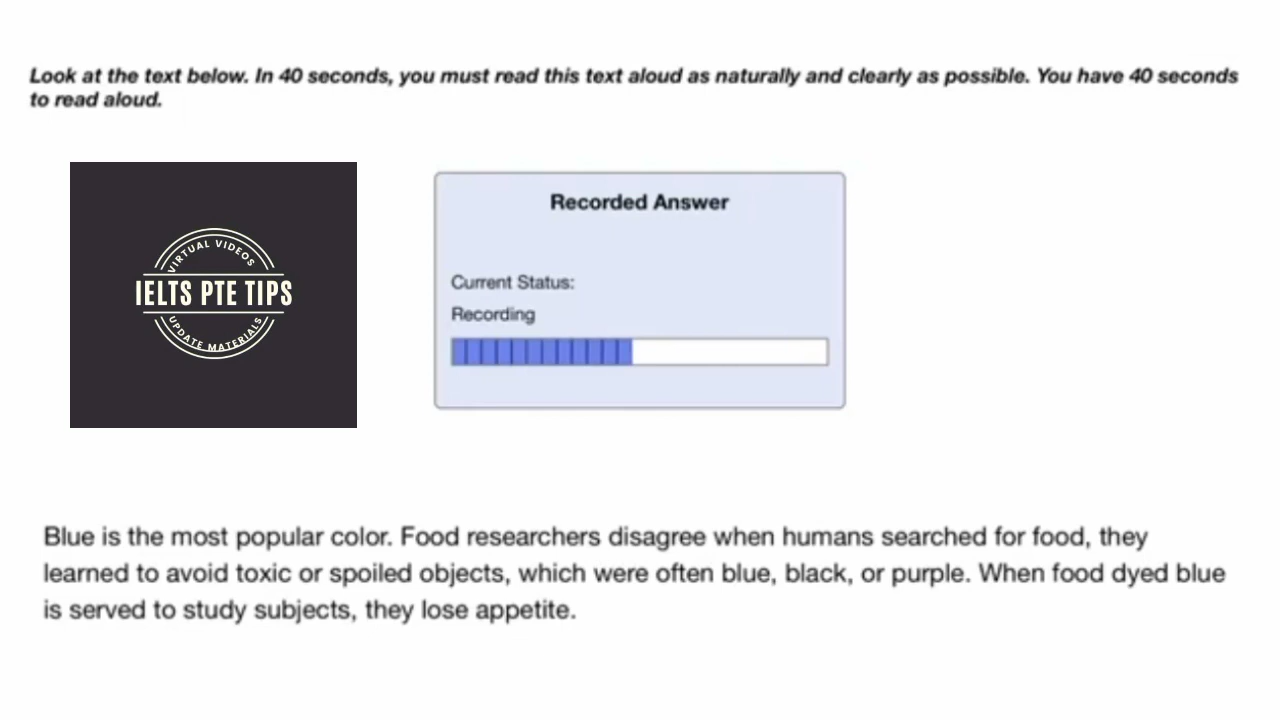 Look at the text below. In 40 seconds, you must read this text aloud as naturally and clearly as possible. You have 40 seconds
to read aloud.
VIRTUAL VIDEOS
IELTS PTE TIPS
UPDATE MATERIALS
Recorded Answer
Current Status:
Recording
Blue is the most popular color. Food researchers disagree when humans searched for food, they
learned to avoid toxic or spoiled objects, which were often blue, black, or purple. When food dyed blue
is served to study subjects, they lose appetite.